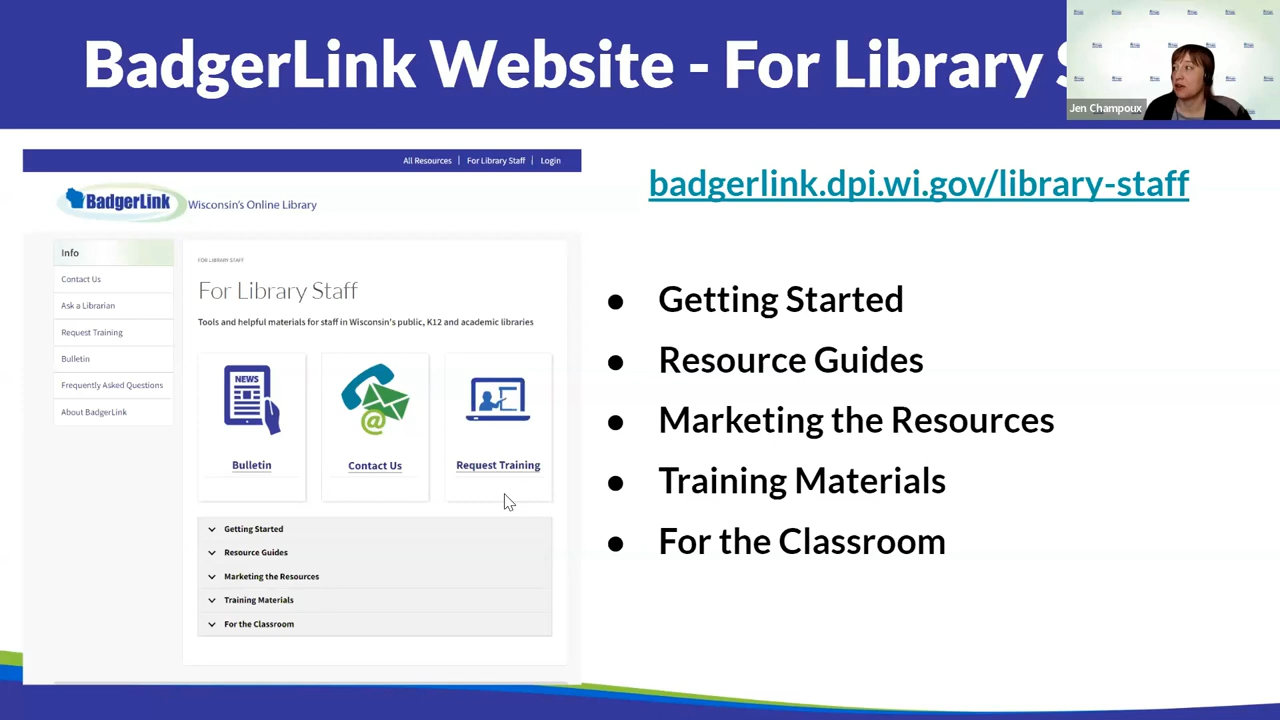 BadgerLink Website - For Library
Jen Champoux
All Resources | For Library Staff | Login
BadgerLink
Wisconsin's Online Library
Info
Contact Us
Ask a Librarian
Request Training
Bulletin
Frequently Asked Questions
About BadgerLink
FOR LIBRARY STAFF
For Library Staff
Tools and helpful materials for staff in Wisconsin's public, K12 and academic libraries
NEWS
@
Bulletin
Contact Us
Request Training
Getting Started
Resource Guides
Marketing the Resources
Training Materials
For the Classroom
badgerlink.dpi.wi.gov/library-staff
● Getting Started
● Resource Guides
● Marketing the Resources
● Training Materials
● For the Classroom